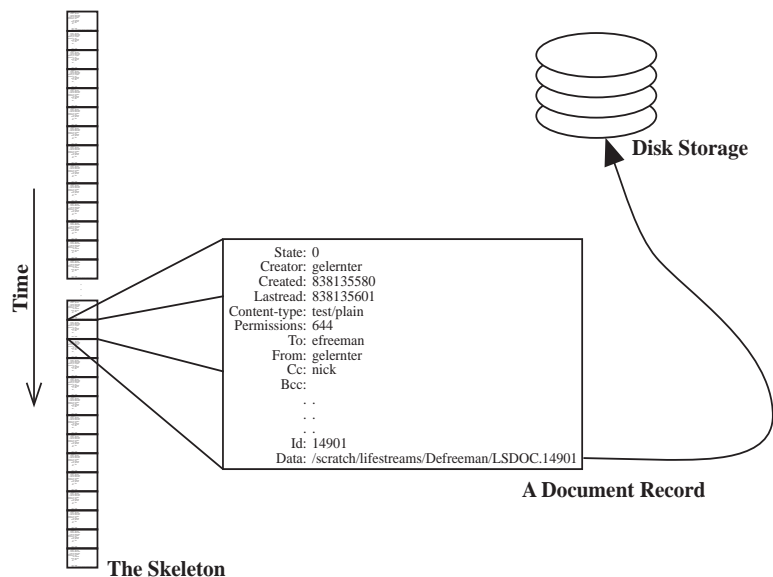 Disk Storage
Time
State: 0
Creator: gelernter
Created: 838135580
Lastread: 838135601
Content-type: test/plain
Permissions: 644
To: efreeman
From: gelernter
Cc: nick
Bcc:
. .
. .
. .
Id: 14901
Data: /scratch/lifestreams/Defreeman/LSDOC.14901
A Document Record
The Skeleton